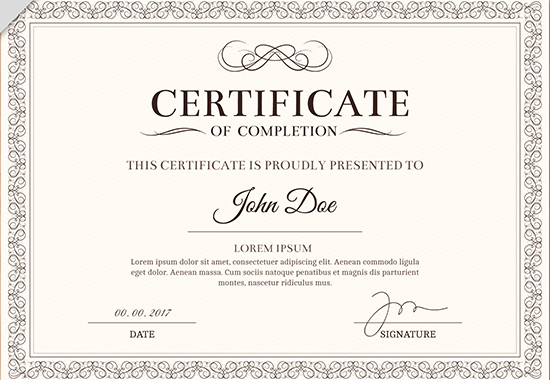 CERTIFICATE
OF COMPLETION
THIS CERTIFICATE IS PROUDLY PRESENTED TO
John Doe
LOREM IPSUM
Lorem ipsum dolor sit amet, consectetuer adipiscing elit. Aenean commodo ligula
eget dolor. Aenean massa. Cum sociis natoque penatibus et magnis dis parturient
montes, nascetur ridiculus mus.
00.00.2017
DATE
SIGNATURE